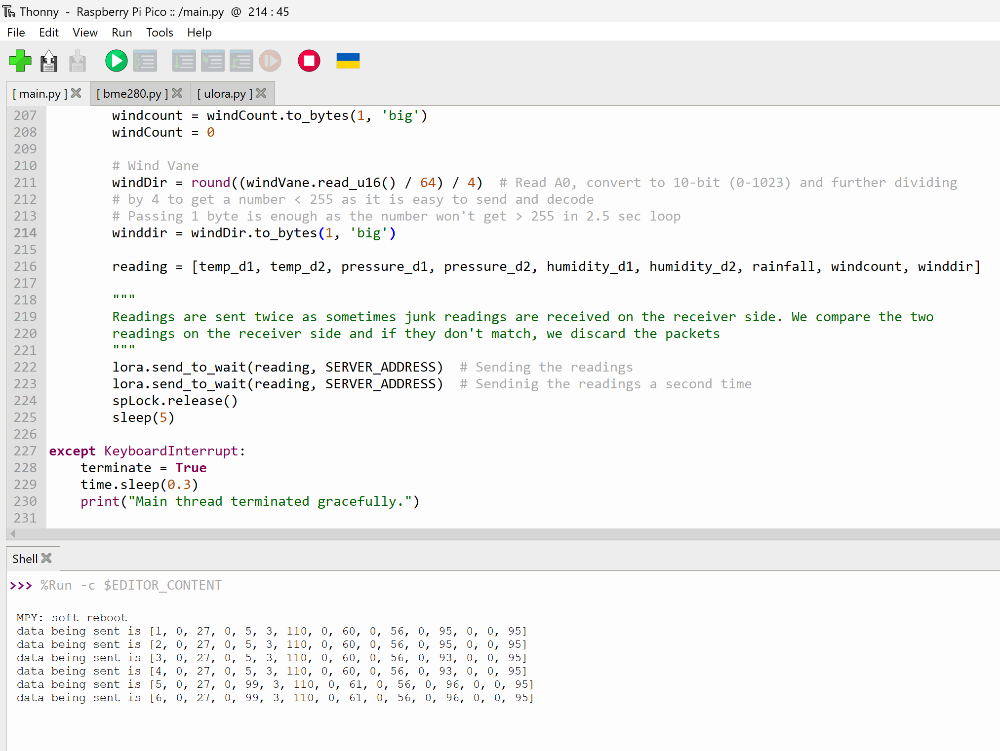 Thonny - Raspberry Pi Pico :: /main.py @ 214 : 45
File Edit View Run Tools Help
[ main.py ] [ bme280.py ] [ ulora.py ]
207 windcount = windCount.to_bytes(1, 'big')
208 windCount = 0
209
210 # Wind Vane
211 windDir = round((windVane.read_u16() / 64) / 4)  # Read A0, convert to 10-bit (0-1023) and further dividing
212 # by 4 to get a number < 255 as it is easy to send and decode
213 # Passing 1 byte is enough as the number won't get > 255 in 2.5 sec loop
214 winddir = windDir.to_bytes(1, 'big')
215
216 reading = [temp_d1, temp_d2, pressure_d1, pressure_d2, humidity_d1, humidity_d2, rainfall, windcount, winddir]
217
218 """
219 Readings are sent twice as sometimes junk readings are received on the receiver side. We compare the two
220 readings on the receiver side and if they don't match, we discard the packets
221 """
222 lora.send_to_wait(reading, SERVER_ADDRESS)  # Sending the readings
223 lora.send_to_wait(reading, SERVER_ADDRESS)  # Sendinig the readings a second time
224 spLock.release()
225 sleep(5)
226
227 except KeyboardInterrupt:
228 terminate = True
229 time.sleep(0.3)
230 print("Main thread terminated gracefully.")
231
Shell
>>> %Run -c $EDITOR_CONTENT
MPY: soft reboot
data being sent is [1, 0, 27, 0, 5, 3, 110, 0, 60, 0, 56, 0, 95, 0, 0, 95]
data being sent is [2, 0, 27, 0, 5, 3, 110, 0, 60, 0, 56, 0, 95, 0, 0, 95]
data being sent is [3, 0, 27, 0, 5, 3, 110, 0, 60, 0, 56, 0, 93, 0, 0, 95]
data being sent is [4, 0, 27, 0, 5, 3, 110, 0, 60, 0, 56, 0, 93, 0, 0, 95]
data being sent is [5, 0, 27, 0, 99, 3, 110, 0, 61, 0, 56, 0, 96, 0, 0, 95]
data being sent is [6, 0, 27, 0, 99, 3, 110, 0, 61, 0, 56, 0, 96, 0, 0, 95]